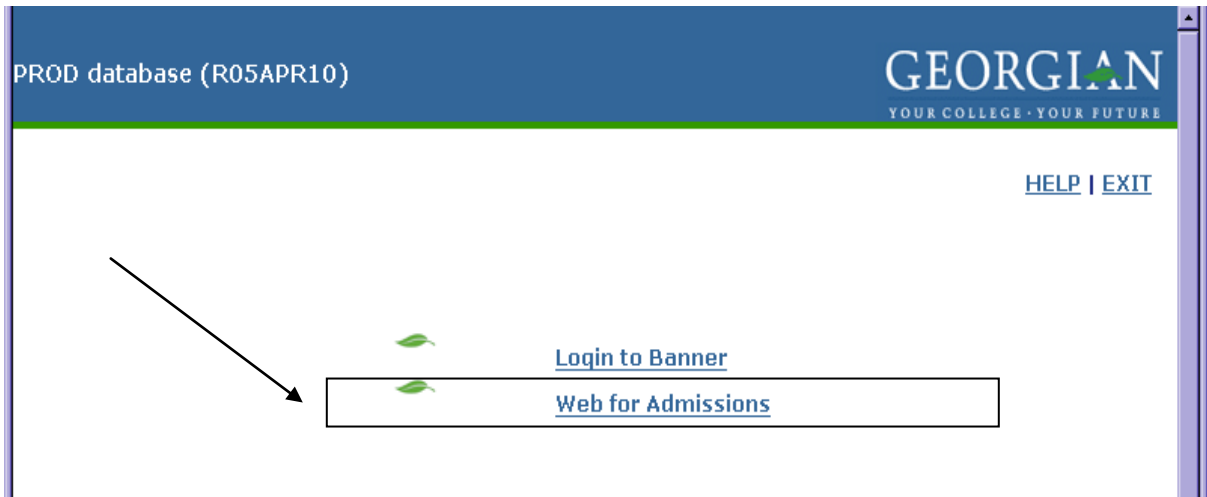 PROD database (R05APR10)
GEORGIAN
YOUR COLLEGE · YOUR FUTURE
HELP | EXIT
Login to Banner
Web for Admissions